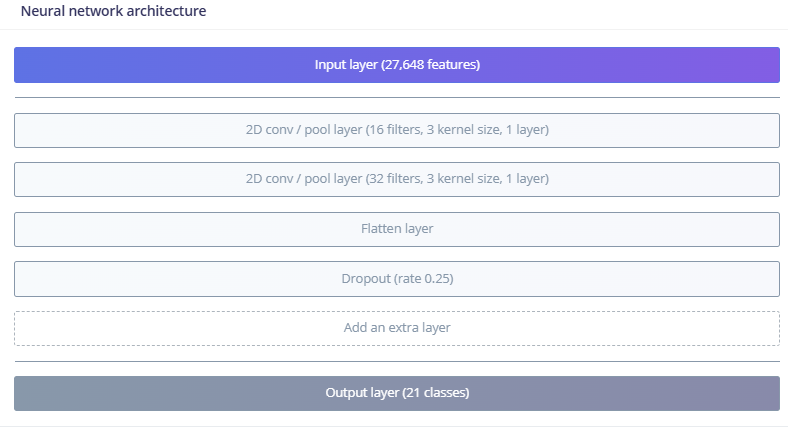 Neural network architecture
Input layer (27,648 features)
2D conv / pool layer (16 filters, 3 kernel size, 1 layer)
2D conv / pool layer (32 filters, 3 kernel size, 1 layer)
Flatten layer
Dropout (rate 0.25)
Add an extra layer
Output layer (21 classes)